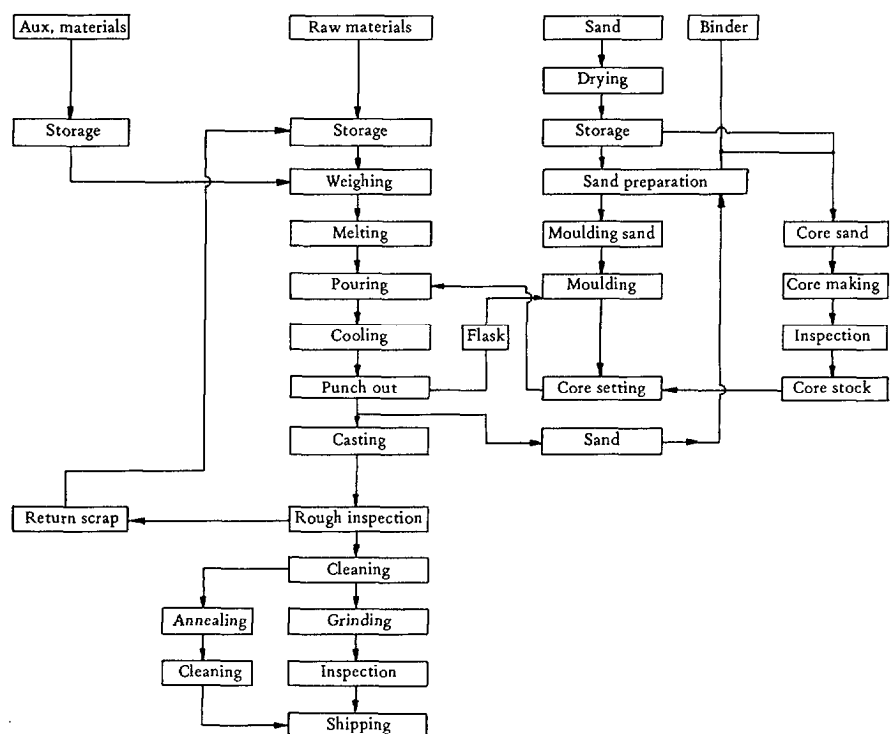 Aux, materials
Raw materials
Sand
Binder
Drying
Storage
Storage
Storage
Weighing
Sand preparation
Melting
Moulding sand
Core sand
Pouring
Moulding
Core making
Cooling
Flask
Inspection
Punch out
Core setting
Core stock
Casting
Sand
Return scrap
Rough inspection
Cleaning
Annealing
Grinding
Cleaning
Inspection
Shipping